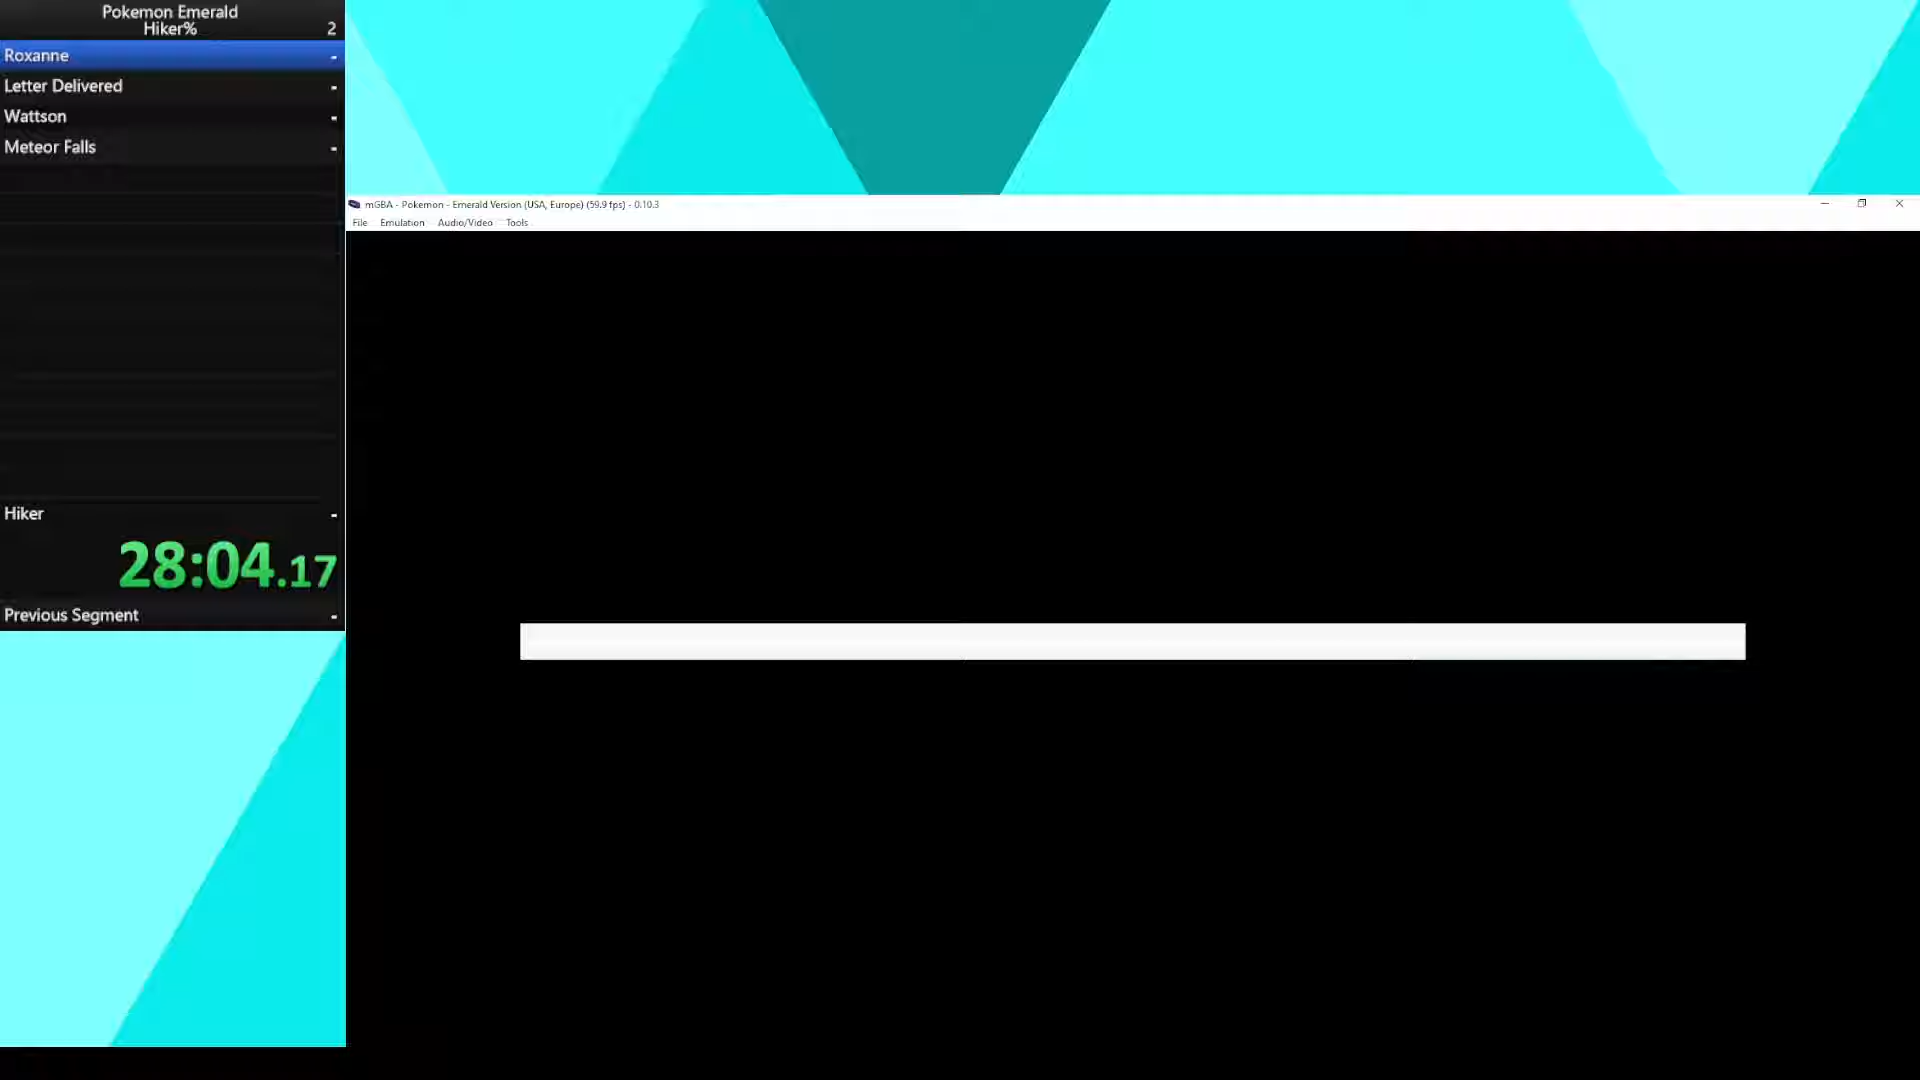 Pokemon Emerald
Hiker% 2
Roxanne -
Letter Delivered -
Wattson -
Meteor Falls -
Hiker -
28:04.17
Previous Segment -
mGBA - Pokemon - Emerald Version (USA, Europe) (59.9 fps) - 0.10.3
File Emulation Audio/Video Tools